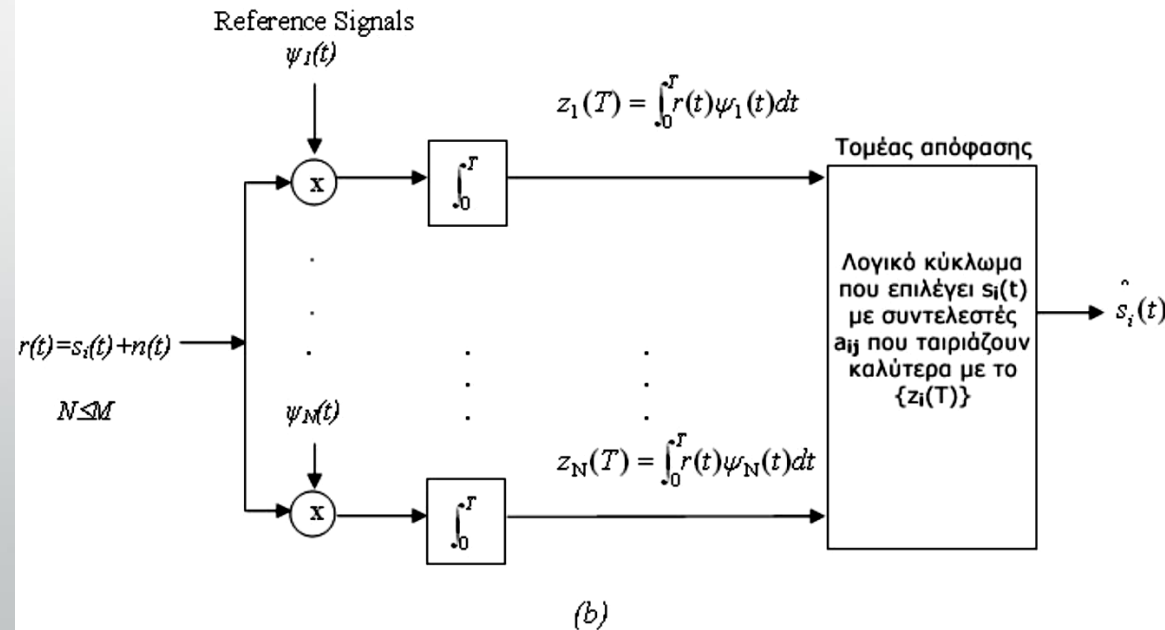 Reference Signals
ψ1(t)
z1(T) = ∫0T r(t)ψ1(t)dt
Τομέας απόφασης
x
∫0T
Λογικό κύκλωμα
που επιλέγει si(t)
με συντελεστές
aij που ταιριάζουν
καλύτερα με το
{zi(T)}
ŝi(t)
r(t)=si(t)+n(t)
N≤M
ψN(t)
zN(T) = ∫0T r(t)ψN(t)dt
x
∫0T
(b)